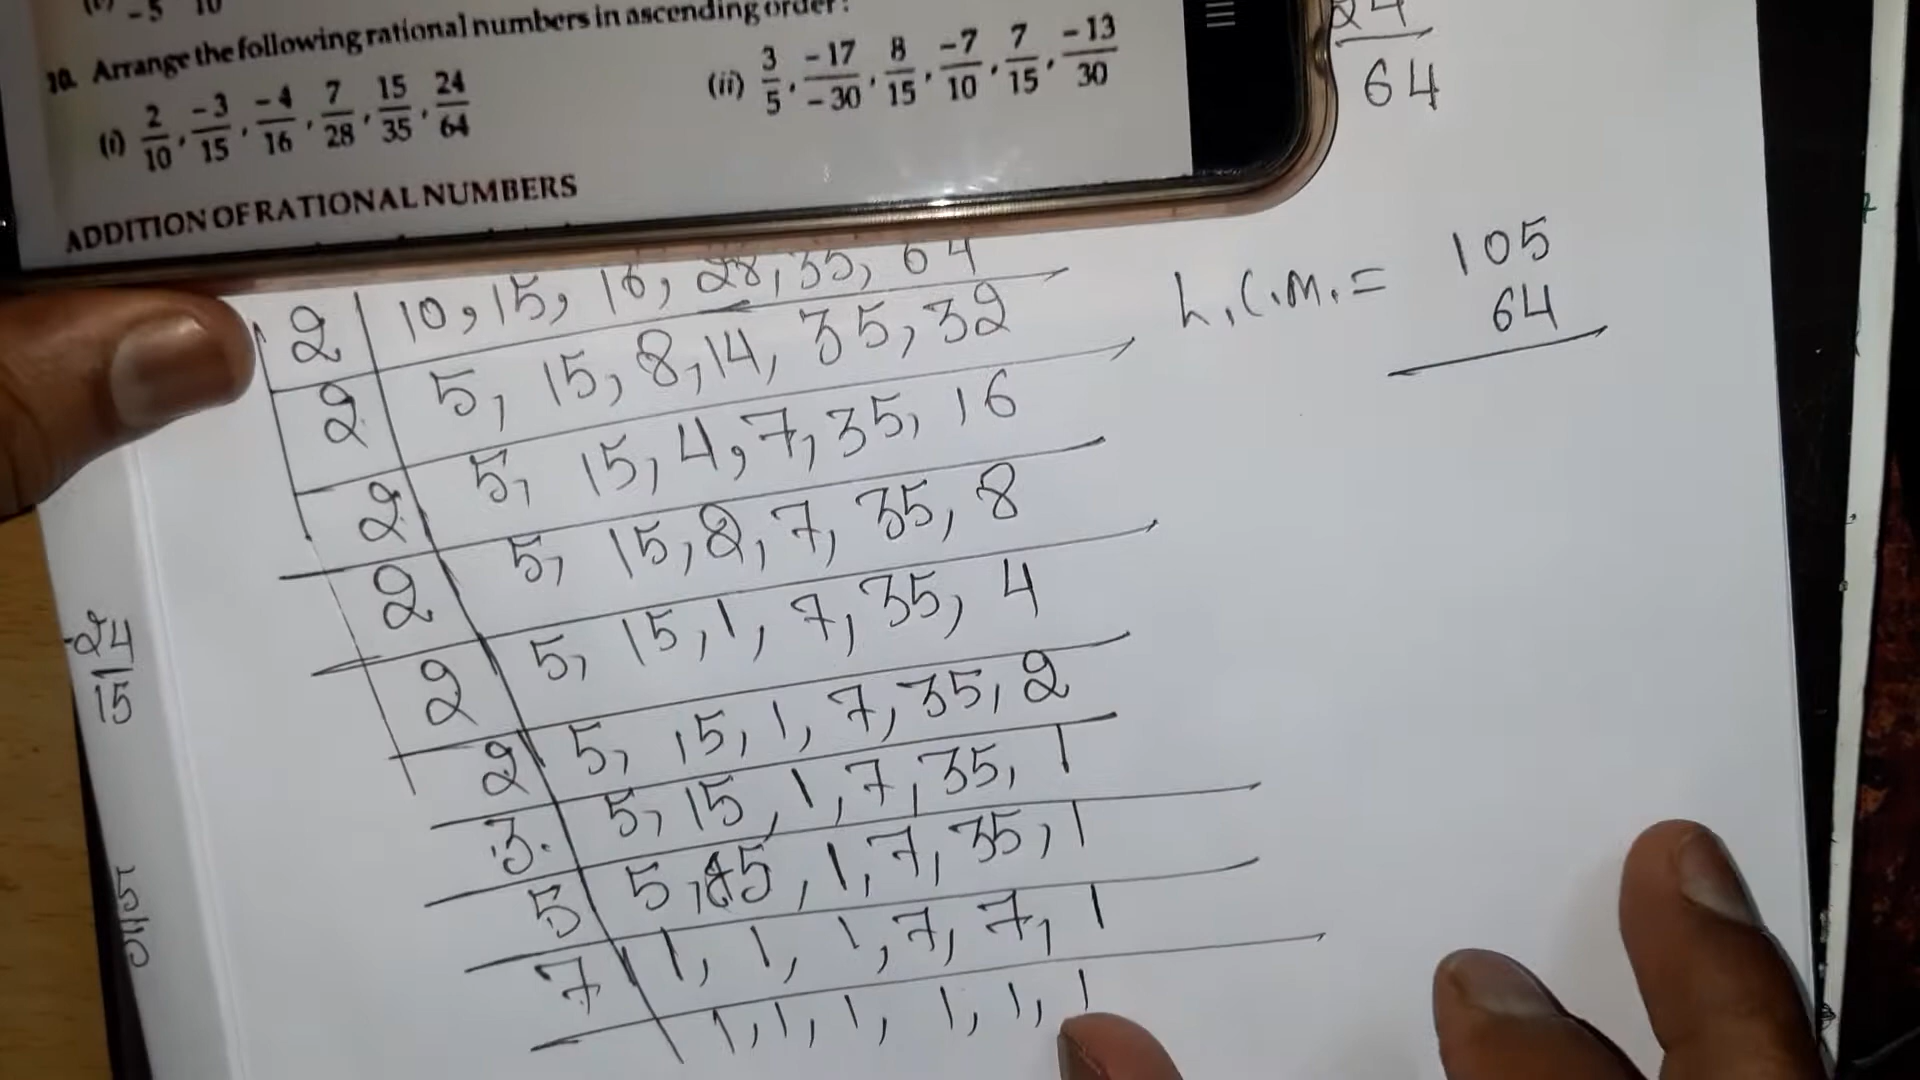 -5 10
10. Arrange the following rational numbers in ascending order:
(i) 2/10, -3/15, -4/16, 7/28, 15/35, 24/64
(ii) 3/5, -17/-30, 8/15, -7/10, 7/15, -13/30
ADDITION OF RATIONAL NUMBERS
24
64
2 | 10, 15, 16, 28, 35, 64
2 | 5, 15, 8, 14, 35, 32
2 | 5, 15, 4, 7, 35, 16
2 | 5, 15, 2, 7, 35, 8
2 | 5, 15, 1, 7, 35, 4
2 | 5, 15, 1, 7, 35, 2
3. | 5, 15, 1, 7, 35, 1
5 | 5, 5, 1, 7, 35, 1
7 | 1, 1, 1, 7, 7, 1
1, 1, 1, 1, 1, 1
L.C.M. = 105
64
24
15